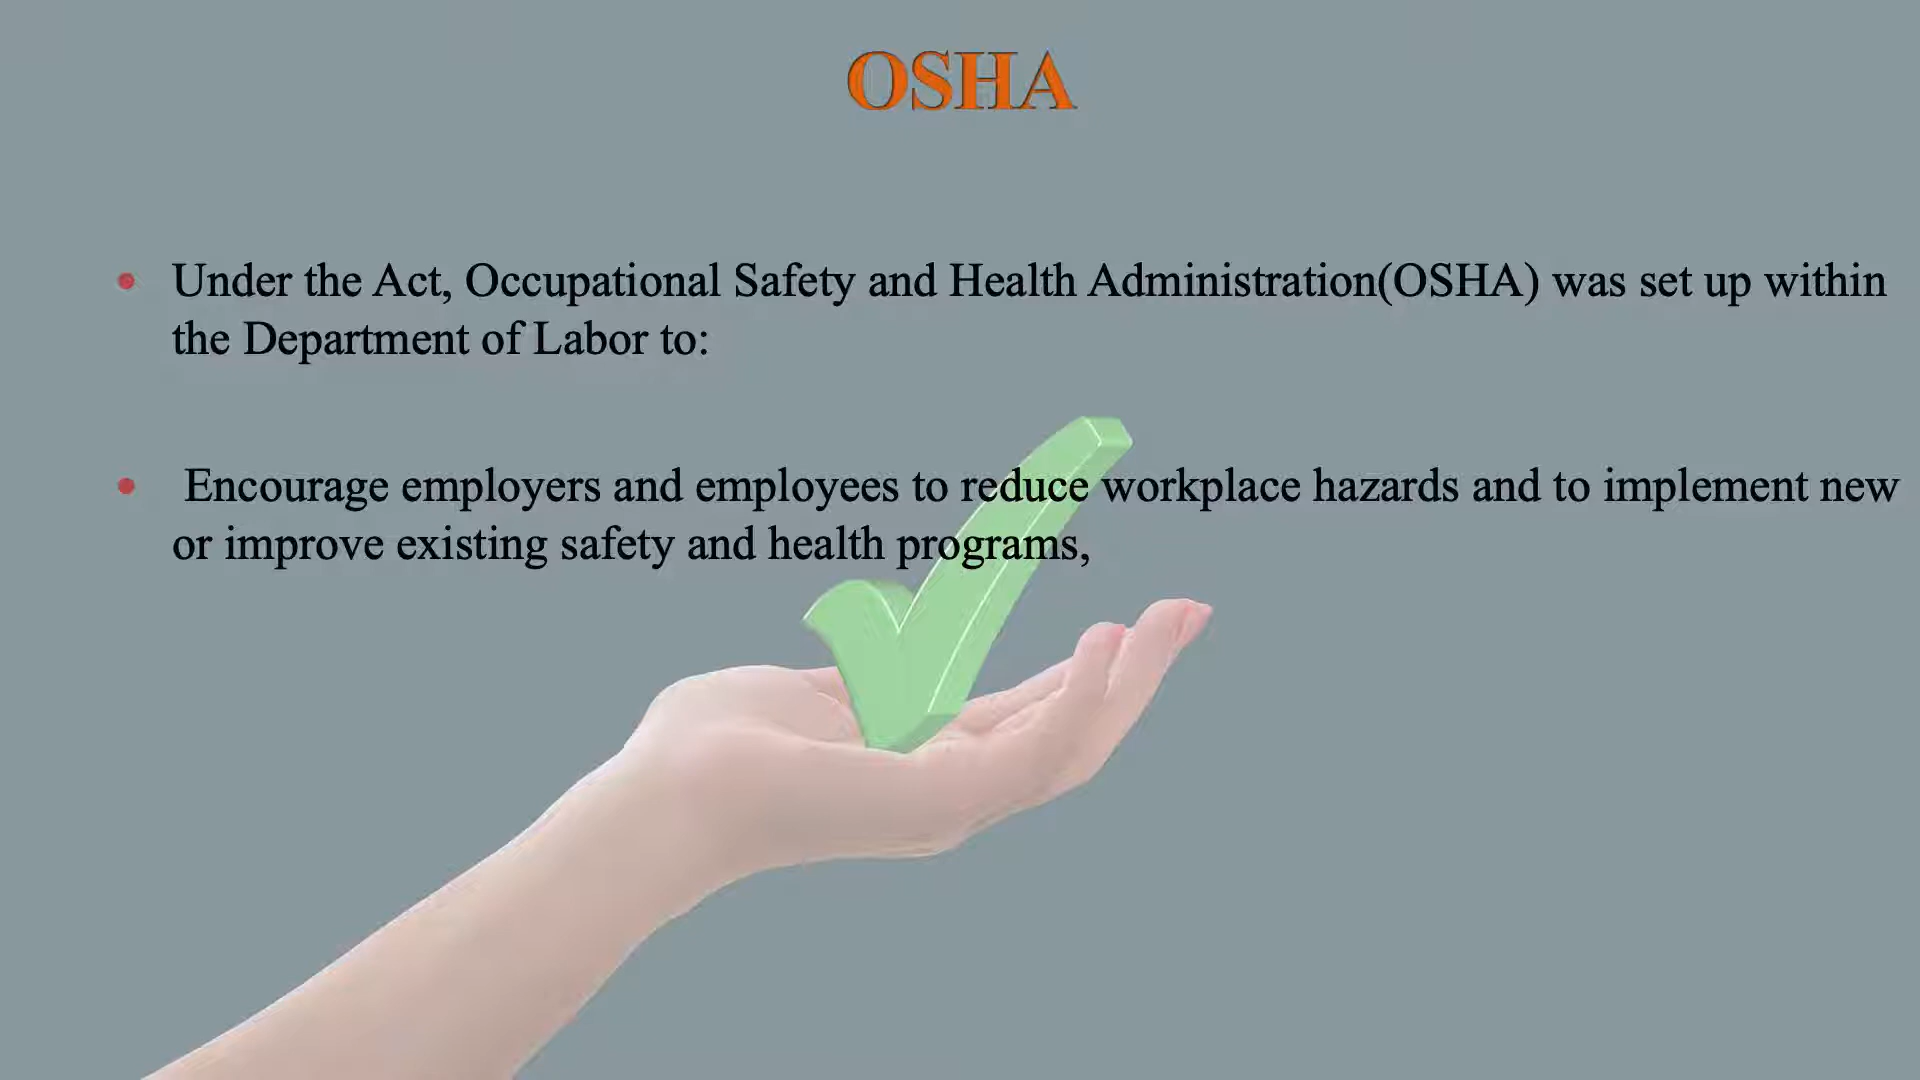 OSHA
• Under the Act, Occupational Safety and Health Administration(OSHA) was set up within
the Department of Labor to:
• Encourage employers and employees to reduce workplace hazards and to implement new
or improve existing safety and health programs,